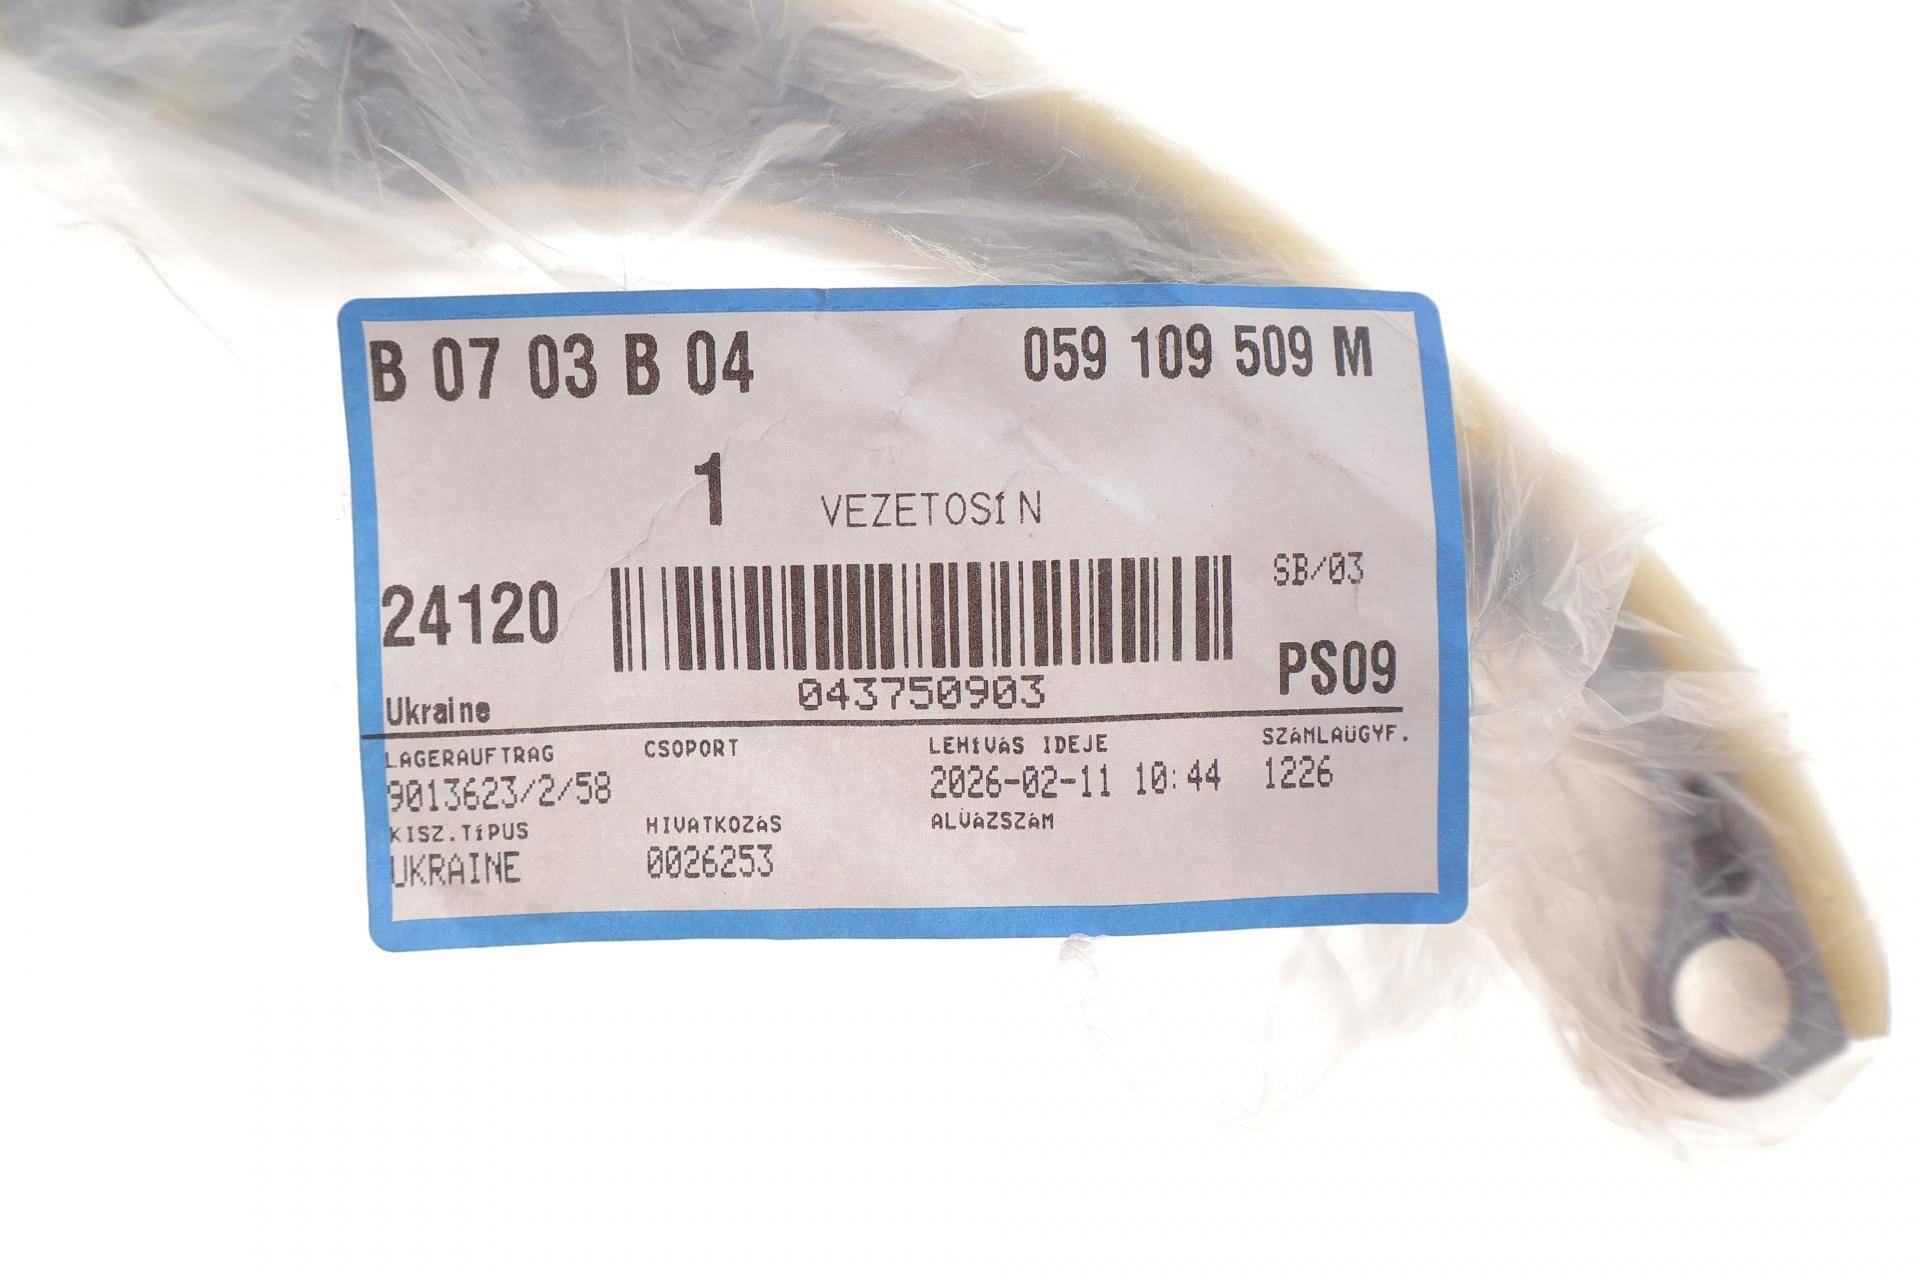 B 07 03 B 04 059 109 509 M
1 VEZETOSÍN
SB/03
24120
PS09
043750903
Ukraine
LAGERAUFTRAG CSOPORT LEHÍVÁS IDEJE SZÁMLAÜGYF.
9013623/2/58 2026-02-11 10:44 1226
KISZ.TÍPUS HIVATKOZÁS ALVÁZSZÁM
UKRAINE 0026253